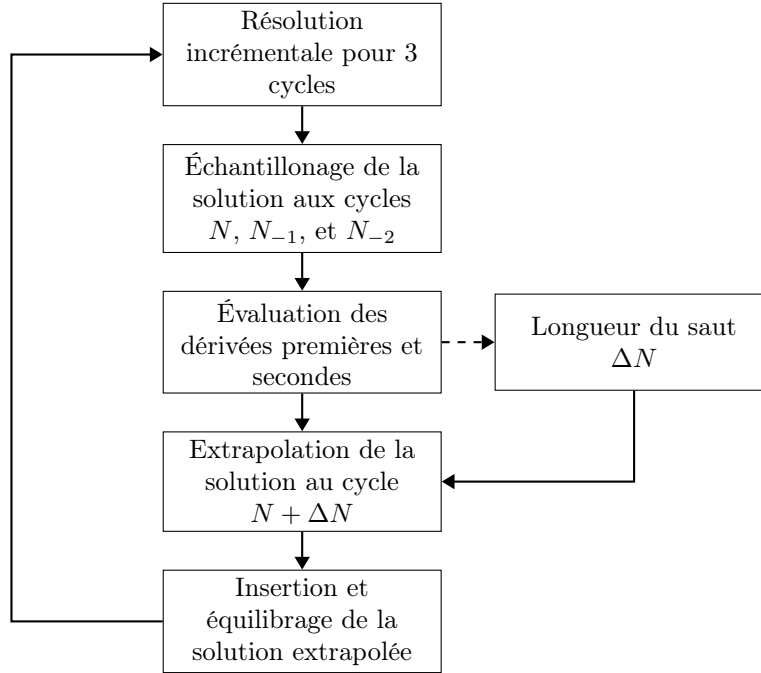 Résolution
incrémentale pour 3
cycles
Échantillonage de la
solution aux cycles
N, N₋₁, et N₋₂
Évaluation des
dérivées premières et
secondes
Longueur du saut
ΔN
Extrapolation de la
solution au cycle
N + ΔN
Insertion et
équilibrage de la
solution extrapolée